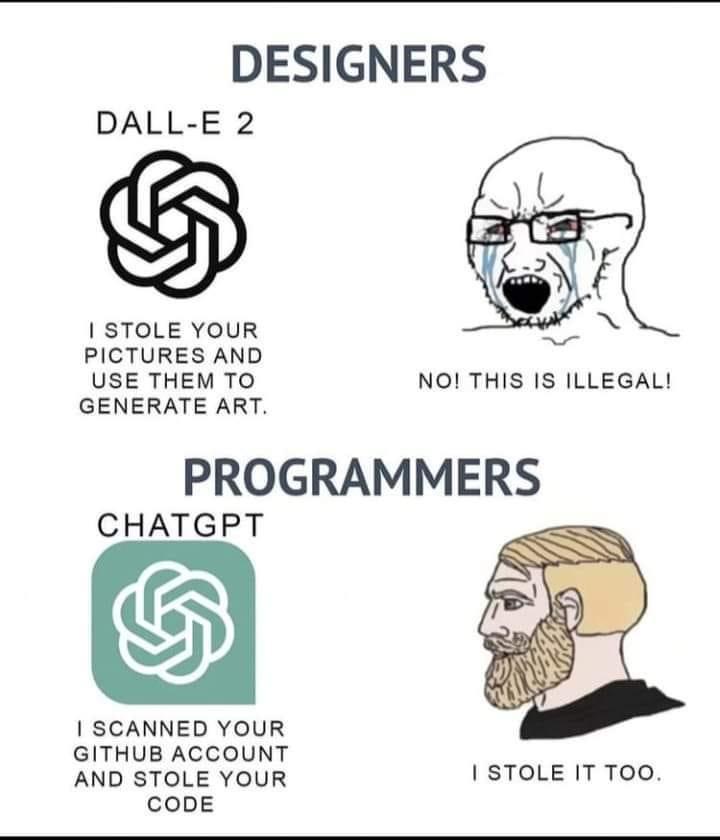 DESIGNERS
DALL-E 2
I STOLE YOUR
PICTURES AND
USE THEM TO
GENERATE ART.
NO! THIS IS ILLEGAL!
PROGRAMMERS
CHATGPT
I SCANNED YOUR
GITHUB ACCOUNT
AND STOLE YOUR
CODE
I STOLE IT TOO.